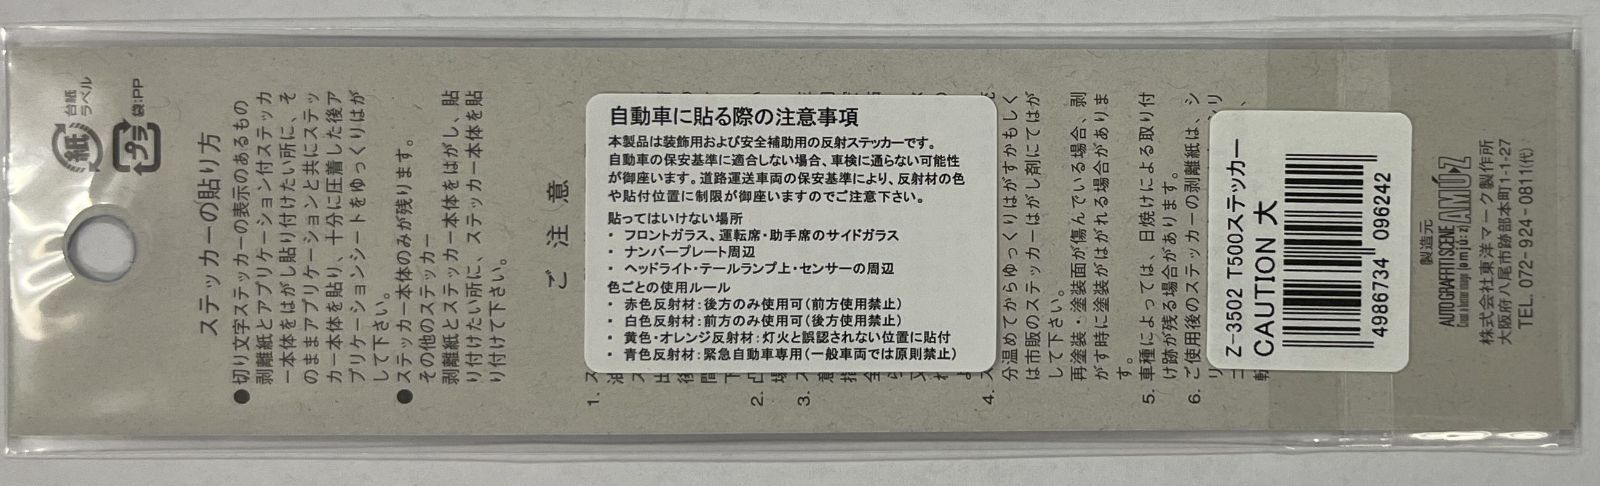 台紙
ラベル
紙
プラ
袋:PP
ステッカーの貼り方
●切り文字ステッカーの表示のあるもの
剥離紙とアプリケーション付ステッカ
ー本体をはがし貼り付けたい所に、そ
のままアプリケーションと共にステッ
カー本体を貼り、十分に圧着した後ア
プリケーションシートをゆっくりはが
して下さい。
●ステッカー本体のみが残ります。
その他のステッカー
剥離紙とステッカー本体をはがし、貼
り付けたい所に、ステッカー本体を貼
り付けて下さい。
ご注意
1.
2.
3.
4.
分温めてからゆっくりはがすかもしく
は市販のステッカーはがし剤にてはが
して下さい。
再塗装・塗装面が傷んでいる場合、剥
がす時に塗装がはがれる場合がありま
す。
5. 車種によっては、日焼けによる取り付
け跡が残る場合があります。
6. ご使用後のステッカーの剥離紙は、シ
自動車に貼る際の注意事項
本製品は装飾用および安全補助用の反射ステッカーです。
自動車の保安基準に適合しない場合、車検に通らない可能性
が御座います。道路運送車両の保安基準により、反射材の色
や貼付位置に制限が御座いますのでご注意下さい。
貼ってはいけない場所
・ フロントガラス、運転席・助手席のサイドガラス
・ ナンバープレート周辺
・ ヘッドライト・テールランプ上・センサーの周辺
色ごとの使用ルール
・ 赤色反射材:後方のみ使用可(前方使用禁止)
・ 白色反射材:前方のみ使用可(後方使用禁止)
・ 黄色・オレンジ反射材:灯火と誤認されない位置に貼付
・ 青色反射材:緊急自動車専用(一般車両では原則禁止)
Z-3502 T500ステッカー
CAUTION 大
4986734 096242
製造元
AUTOGRAFFITI SCENE AMÚ・Z
株式会社東洋マーク製作所
大阪府八尾市跡部本町1-1-27
TEL. 072-924-0811(代)